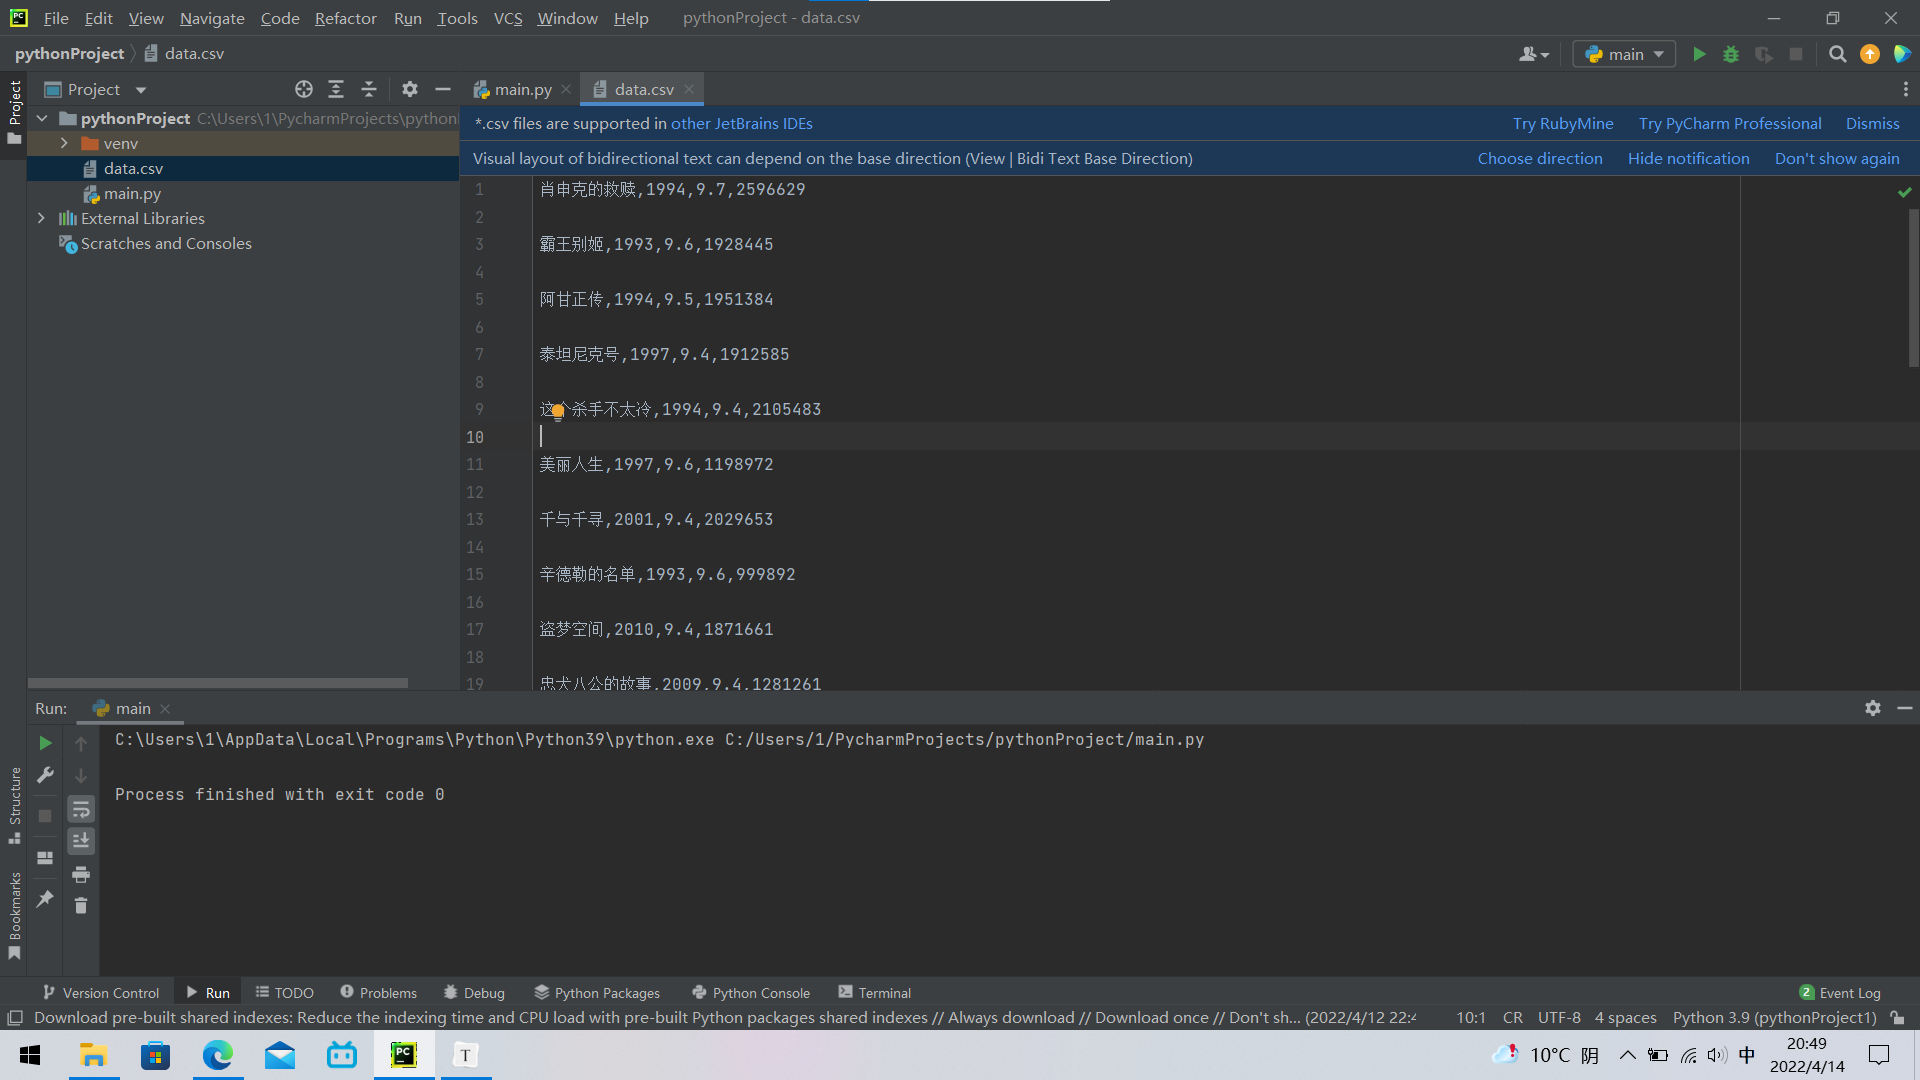 File Edit View Navigate Code Refactor Run Tools VCS Window Help pythonProject - data.csv
pythonProject data.csv
main
Project
Project
main.py
data.csv
pythonProject C:\Users\1\PycharmProjects\python
venv
data.csv
main.py
External Libraries
Scratches and Consoles
*.csv files are supported in other JetBrains IDEs
Try RubyMine Try PyCharm Professional Dismiss
Visual layout of bidirectional text can depend on the base direction (View | Bidi Text Base Direction)
Choose direction Hide notification Don't show again
1 肖申克的救赎,1994,9.7,2596629
2
3 霸王别姬,1993,9.6,1928445
4
5 阿甘正传,1994,9.5,1951384
6
7 泰坦尼克号,1997,9.4,1912585
8
9 这个杀手不太冷,1994,9.4,2105483
10
11 美丽人生,1997,9.6,1198972
12
13 千与千寻,2001,9.4,2029653
14
15 辛德勒的名单,1993,9.6,999892
16
17 盗梦空间,2010,9.4,1871661
18
19 忠犬八公的故事,2009,9.4,1281261
Run: main
C:\Users\1\AppData\Local\Programs\Python\Python39\python.exe C:/Users/1/PycharmProjects/pythonProject/main.py
Process finished with exit code 0
Structure
Bookmarks
Version Control Run TODO Problems Debug Python Packages Python Console Terminal 2 Event Log
Download pre-built shared indexes: Reduce the indexing time and CPU load with pre-built Python packages shared indexes // Always download // Download once // Don't sh... (2022/4/12 22:4
10:1 CR UTF-8 4 spaces Python 3.9 (pythonProject1)
PC
T
10°C 阴
中
20:49
2022/4/14